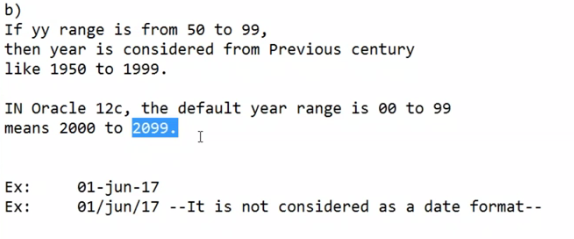 b)
If yy range is from 50 to 99,
then year is considered from Previous century
like 1950 to 1999.
IN Oracle 12c, the default year range is 00 to 99
means 2000 to 2099.
Ex:     01-jun-17
Ex:     01/jun/17 --It is not considered as a date format--